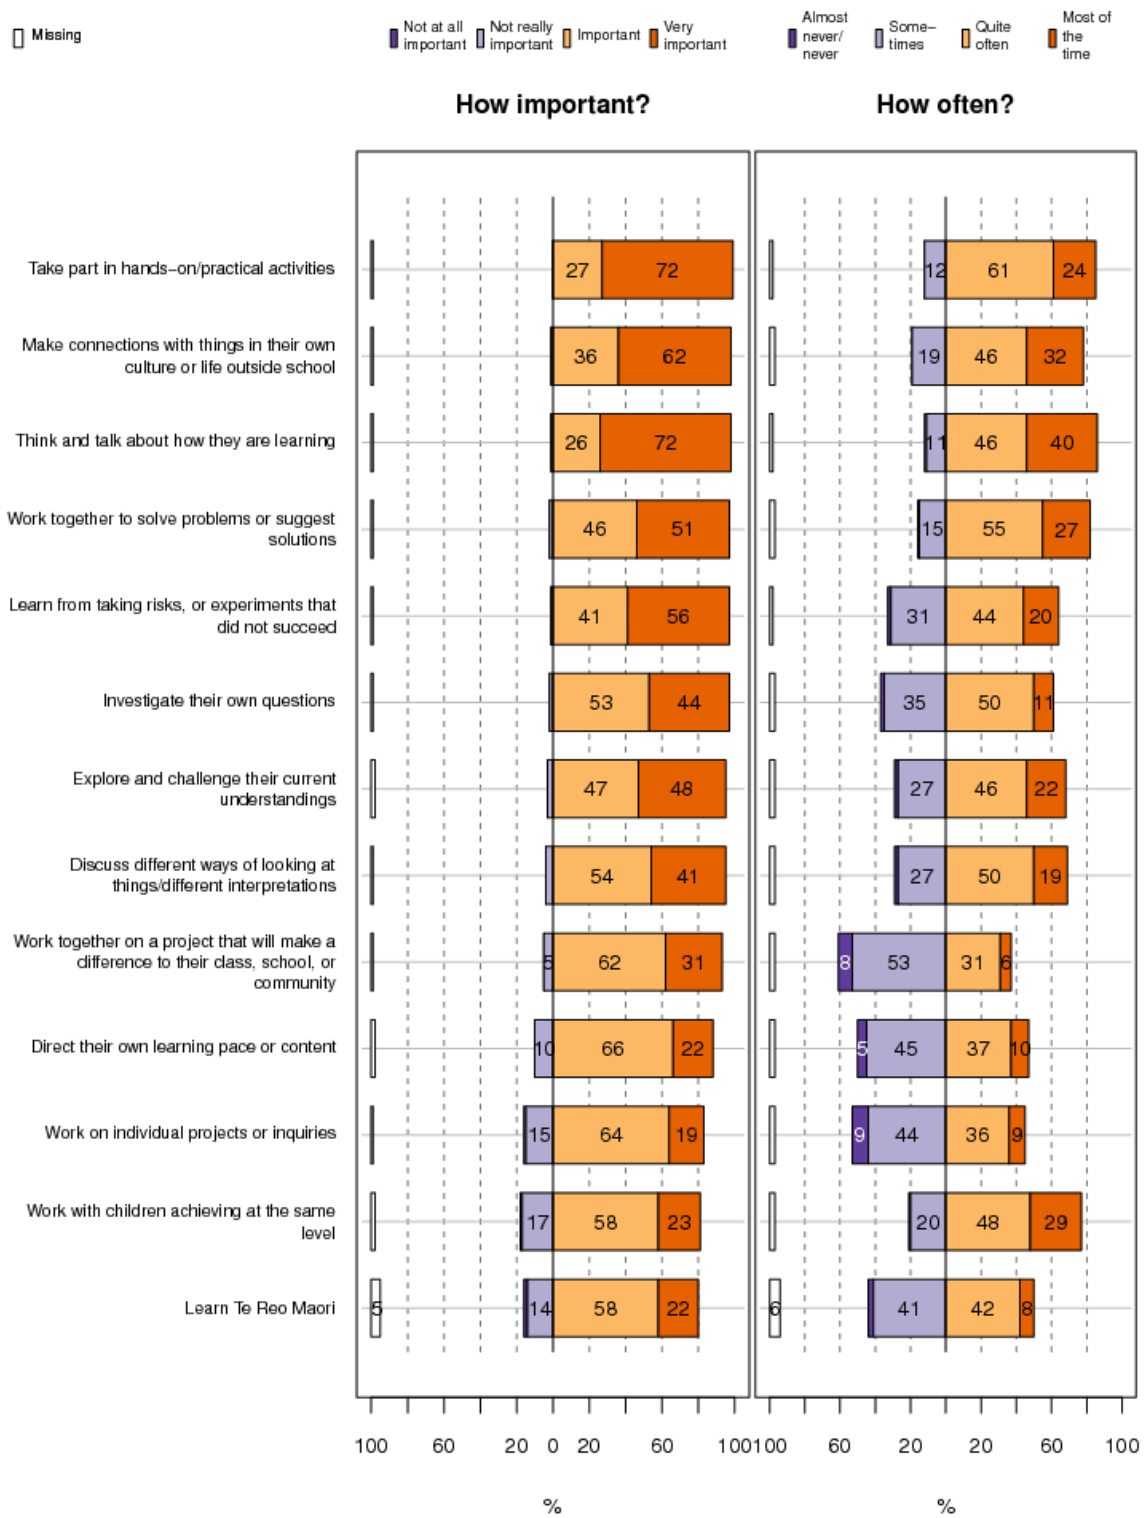 Missing
Not at all
important
Not really
important
Important
Very
important
Almost
never/
never
Some–
times
Quite
often
Most of
the
time
How important?
How often?
Take part in hands–on/practical activities
27 72
12 61 24
Make connections with things in their own
culture or life outside school
36 62
19 46 32
Think and talk about how they are learning
26 72
11 46 40
Work together to solve problems or suggest
solutions
46 51
15 55 27
Learn from taking risks, or experiments that
did not succeed
41 56
31 44 20
Investigate their own questions
53 44
35 50 11
Explore and challenge their current
understandings
47 48
27 46 22
Discuss different ways of looking at
things/different interpretations
54 41
27 50 19
Work together on a project that will make a
difference to their class, school, or
community
5 62 31
8 53 31 6
Direct their own learning pace or content
10 66 22
5 45 37 10
Work on individual projects or inquiries
15 64 19
9 44 36 9
Work with children achieving at the same
level
17 58 23
20 48 29
Learn Te Reo Maori
5 14 58 22
6 41 42 8
100 60 20 0 20 60 100
100 60 20 20 60 100
%
%